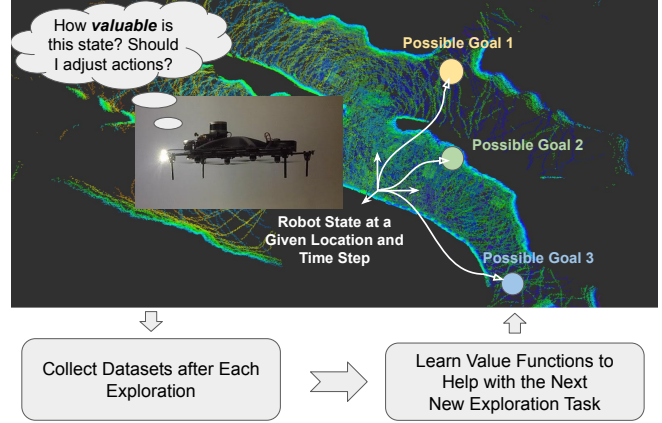 How valuable is
this state? Should
I adjust actions?
Possible Goal 1
Possible Goal 2
Robot State at a
Given Location and
Time Step
Possible Goal 3
Collect Datasets after Each
Exploration
Learn Value Functions to
Help with the Next
New Exploration Task